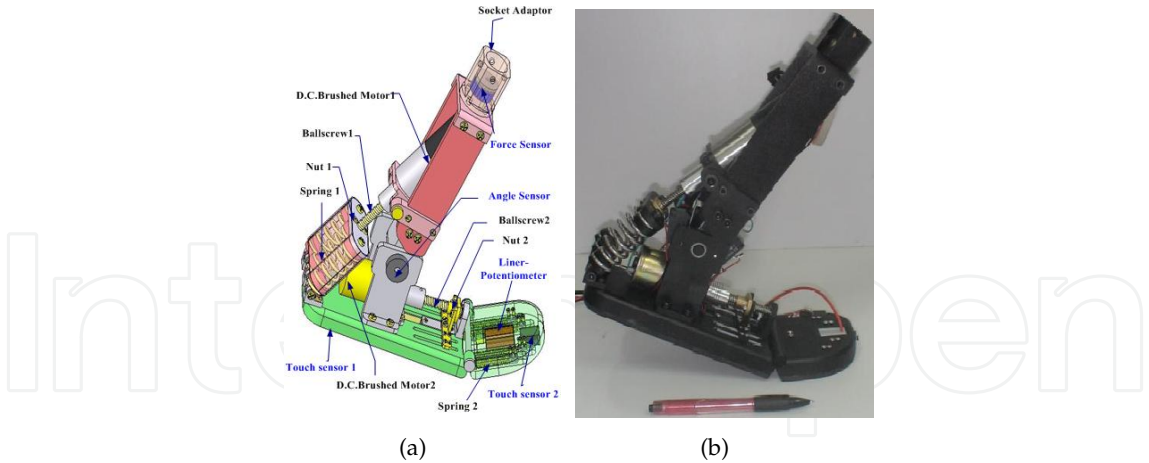 Socket Adaptor
D.C.Brushed Motor1
Ballscrew1
Force Sensor
Nut 1
Spring 1
Angle Sensor
Ballscrew2
Nut 2
Liner-
Potentiometer
Touch sensor 1
D.C.Brushed Motor2
Touch sensor 2
Spring 2
(a)
(b)